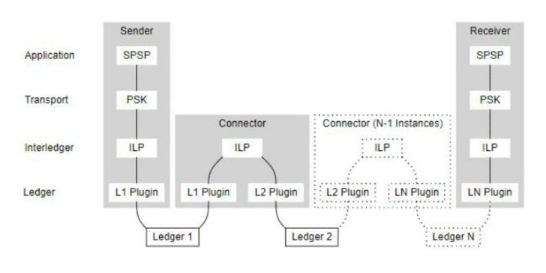 Sender Receiver
Application SPSP SPSP
Transport PSK PSK
Connector Connector (N-1 Instances)
Interledger ILP ILP ILP ILP
Ledger L1 Plugin L1 Plugin L2 Plugin L2 Plugin LN Plugin LN Plugin
Ledger 1 Ledger 2 Ledger N